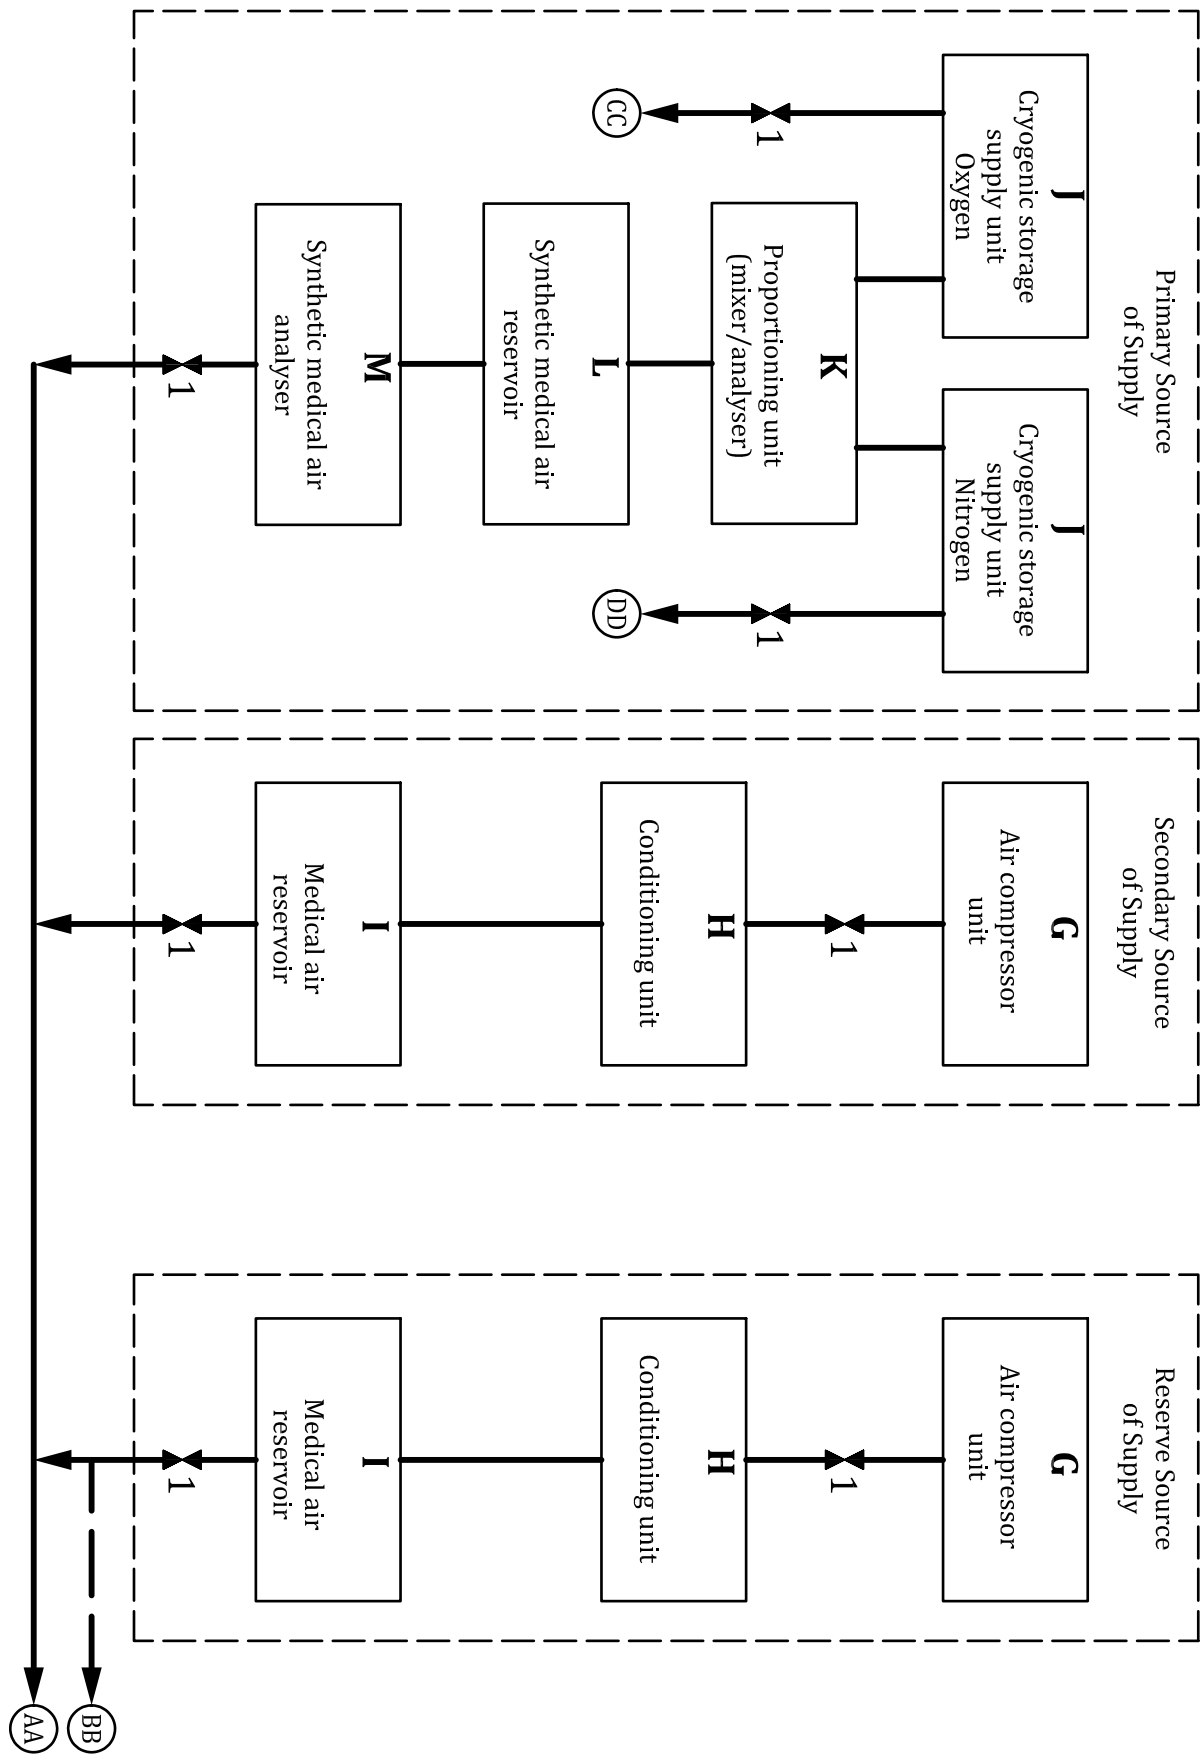 Primary Source
of Supply
J
Cryogenic storage
supply unit
Oxygen
J
Cryogenic storage
supply unit
Nitrogen
1
CC
1
DD
K
Proportioning unit
(mixer/analyser)
L
Synthetic medical air
reservoir
M
Synthetic medical air
analyser
1
Secondary Source
of Supply
G
Air compressor
unit
1
H
Conditioning unit
I
Medical air
reservoir
1
Reserve Source
of Supply
G
Air compressor
unit
1
H
Conditioning unit
I
Medical air
reservoir
1
BB
AA